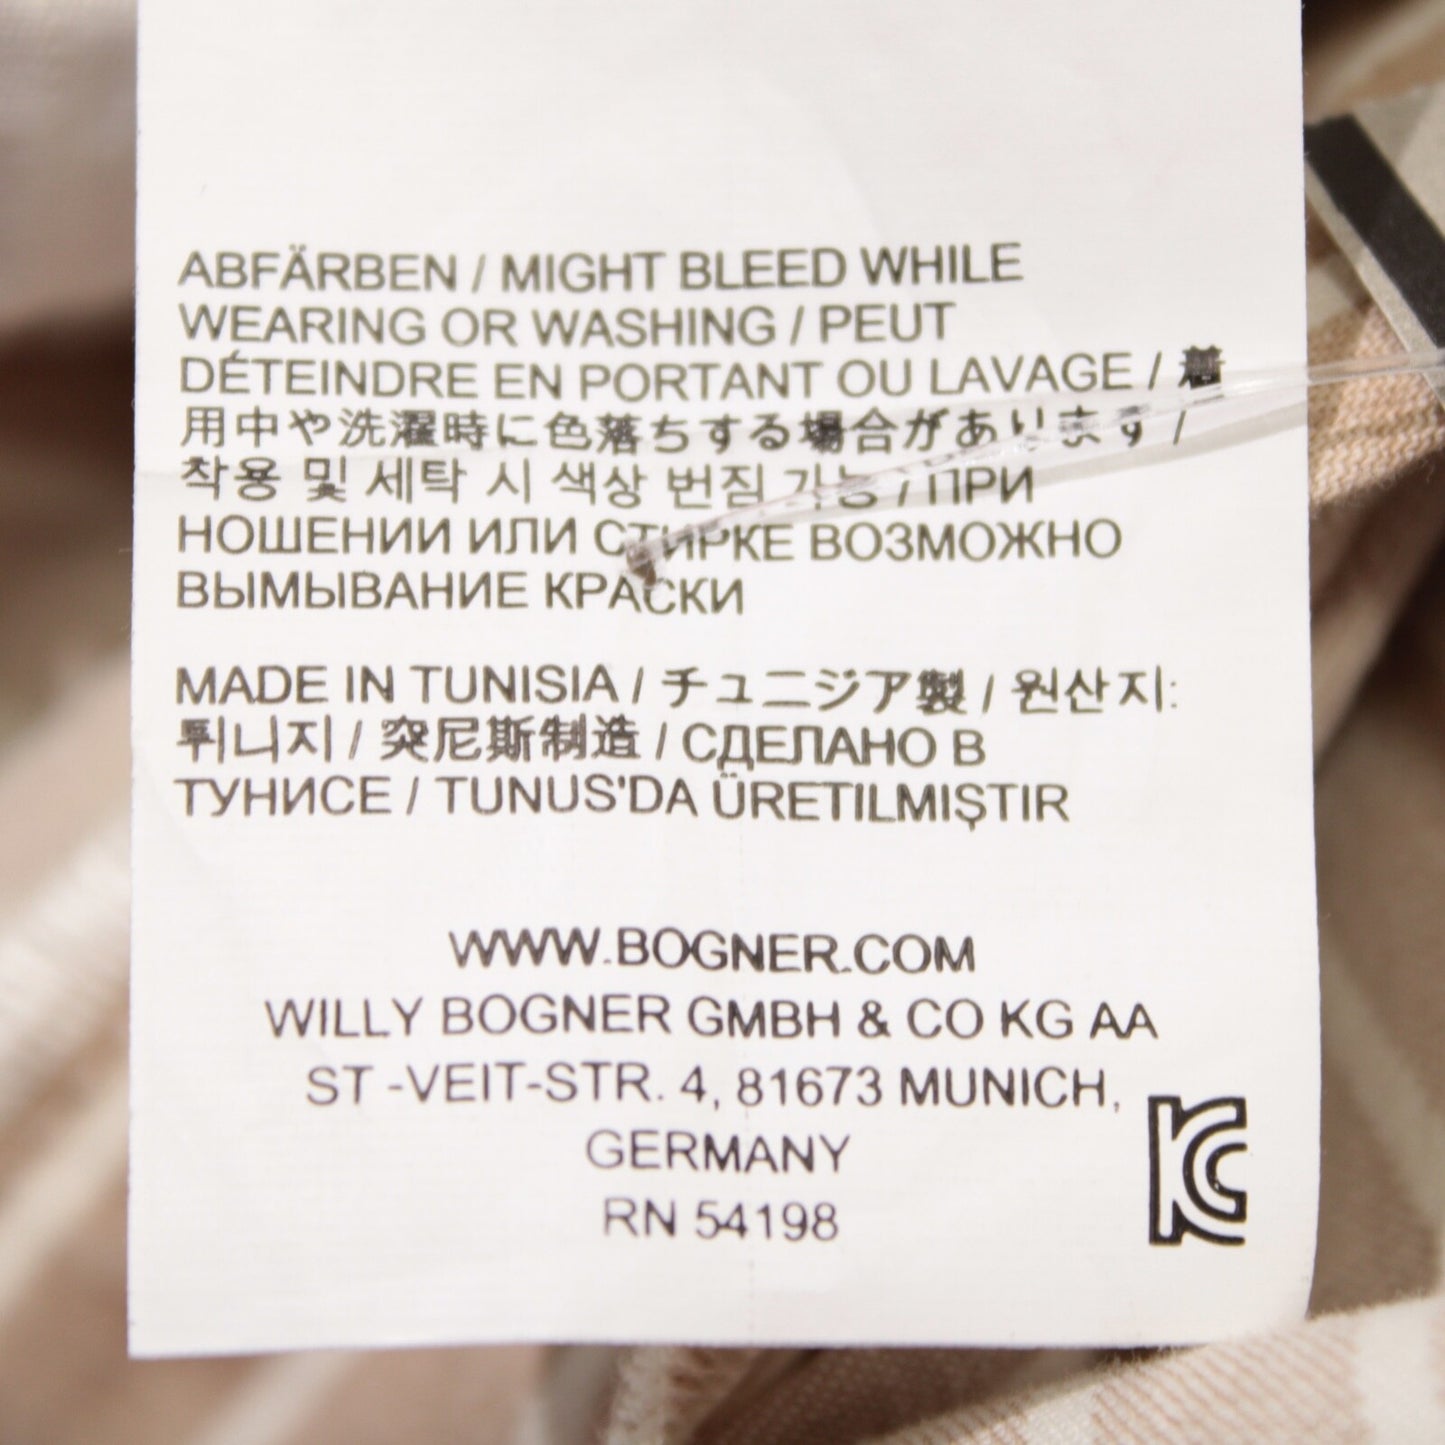 ABFÄRBEN / MIGHT BLEED WHILE
WEARING OR WASHING / PEUT
DÉTEINDRE EN PORTANT OU LAVAGE / 着
用中や洗濯時に色落ちする場合があります /
착용 및 세탁 시 색상 번짐 가능 / ПРИ
НОШЕНИИ ИЛИ СТИРКЕ ВОЗМОЖНО
ВЫМЫВАНИЕ КРАСКИ
MADE IN TUNISIA / チュニジア製 / 원산지:
튀니지 / 突尼斯制造 / СДЕЛАНО В
ТУНИСЕ / TUNUS'DA ÜRETILMIŞTIR
WWW.BOGNER.COM
WILLY BOGNER GMBH & CO KG AA
ST -VEIT-STR. 4, 81673 MUNICH,
GERMANY
RN 54198